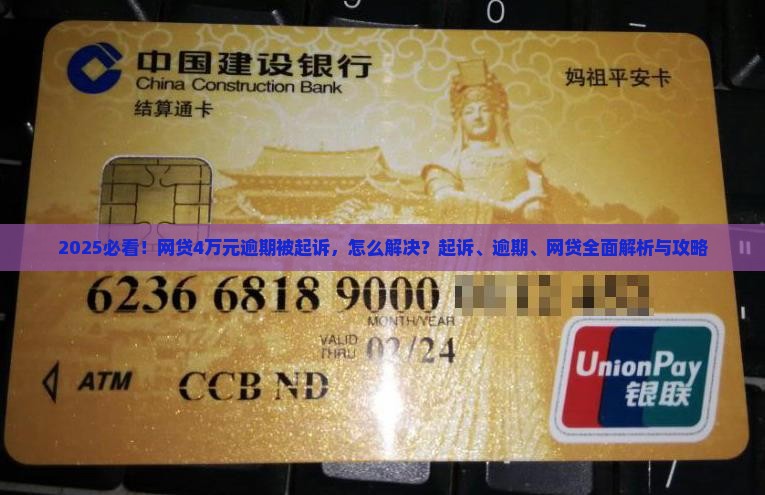 中国建设银行
China Construction Bank
妈祖平安卡
结算通卡
2025必看！网贷4万元逾期被起诉，怎么解决？起诉、逾期、网贷全面解析与攻略
6236 6818 9000
MONTH/YEAR
VALID
THRU 02/24
ATM CCB ND
UnionPay
银联